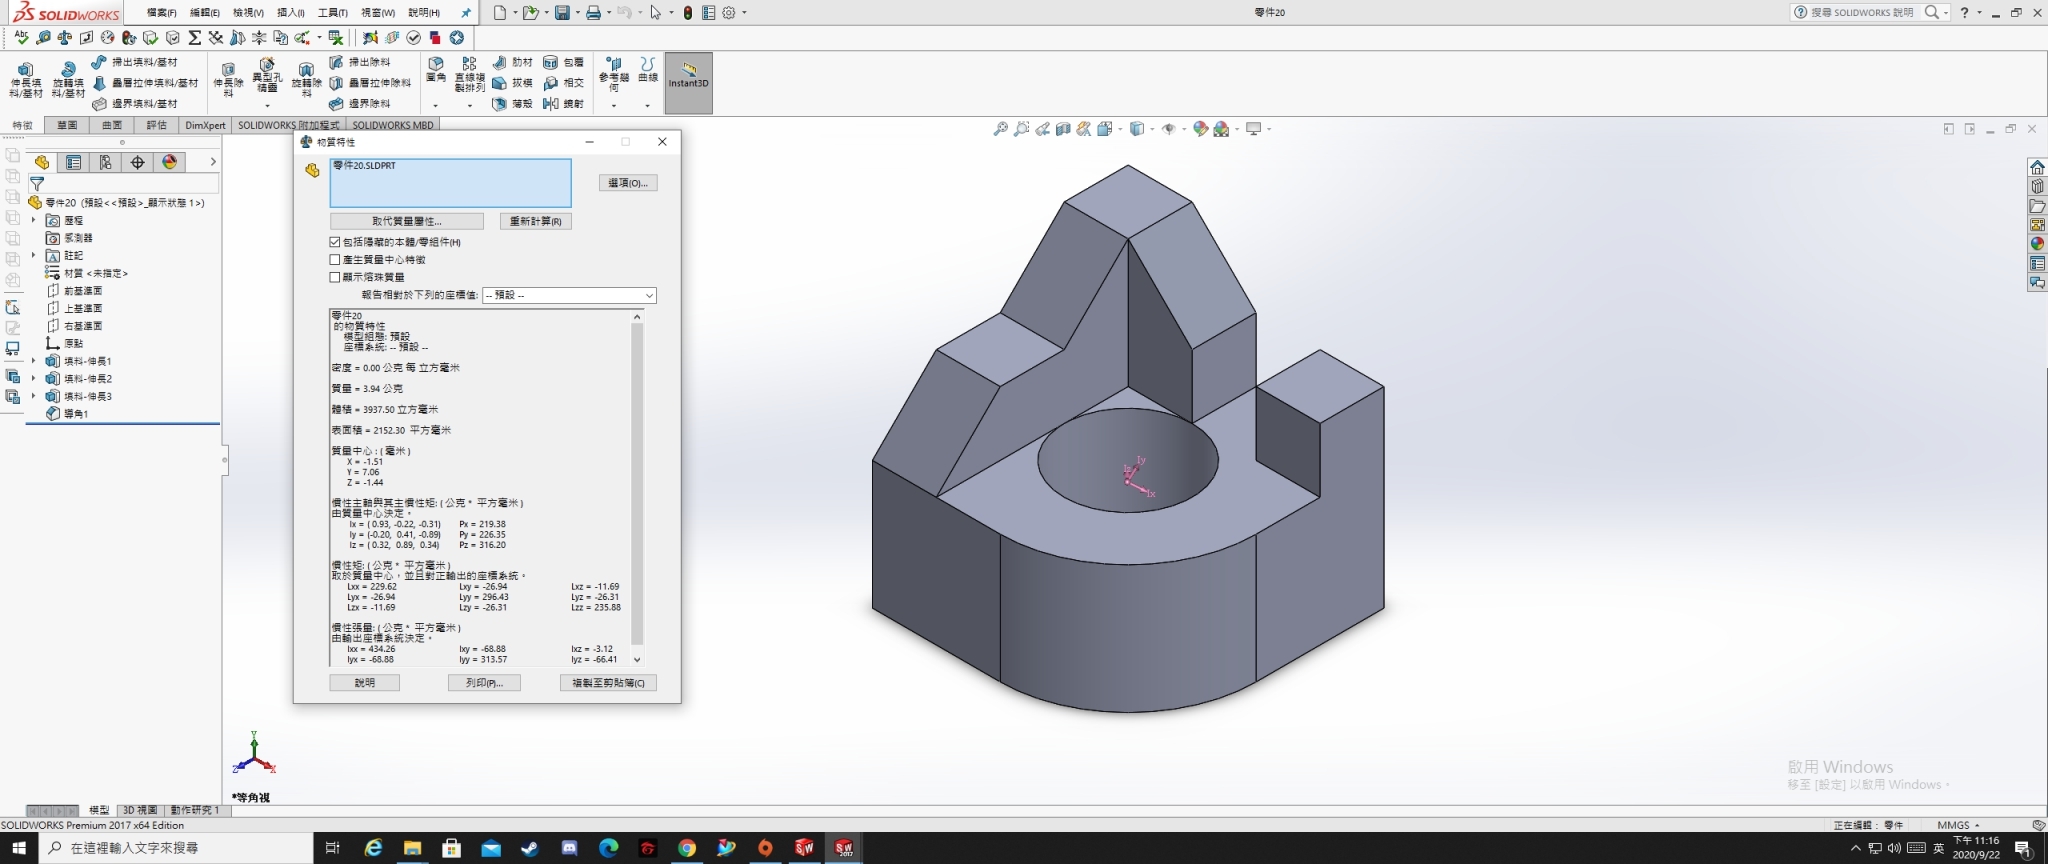 SOLIDWORKS 檔案(F) 編輯(E) 檢視(V) 插入(I) 工具(T) 視窗(W) 說明(H) 零件20 搜尋 SOLIDWORKS 說明
伸長填料/基材 旋轉填料/基材 掃出填料/基材 疊層拉伸填料/基材 邊界填料/基材 伸長除料 異型孔精靈 旋轉除料 掃出除料 疊層拉伸除料 邊界除料 圓角 直線複製排列 肋材 拔模 薄殼 包覆 相交 鏡射 參考幾何 曲線 Instant3D
特徵 草圖 曲面 評估 DimXpert SOLIDWORKS 附加程式 SOLIDWORKS MBD
零件20 (預設<<預設>_顯示狀態 1>)
歷程
感測器
註記
材質 <未指定>
前基準面
上基準面
右基準面
原點
填料-伸長1
填料-伸長2
填料-伸長3
導角1
物質特性
零件20.SLDPRT
選項(O)...
取代質量屬性... 重新計算(R)
包括隱藏的本體/零組件(H)
產生質量中心特徵
顯示熔珠質量
報告相對於下列的座標值: -- 預設 --
零件20
的物質特性
模型組態: 預設
座標系統: -- 預設 --
密度 = 0.00 公克 每 立方毫米
質量 = 3.94 公克
體積 = 3937.50 立方毫米
表面積 = 2152.30 平方毫米
質量中心 : ( 毫米 )
X = -1.51
Y = 7.06
Z = -1.44
慣性主軸與其主慣性矩: ( 公克 * 平方毫米 )
由質量中心決定。
Ix = ( 0.93, -0.22, -0.31) Px = 219.38
Iy = (-0.20, 0.41, -0.89) Py = 226.35
Iz = ( 0.32, 0.89, 0.34) Pz = 316.20
慣性矩: ( 公克 * 平方毫米 )
取於質量中心，並且對正輸出的座標系統。
Lxx = 229.62 Lxy = -26.94 Lxz = -11.69
Lyx = -26.94 Lyy = 296.43 Lyz = -26.31
Lzx = -11.69 Lzy = -26.31 Lzz = 235.88
慣性張量: ( 公克 * 平方毫米 )
由輸出座標系統決定。
Ixx = 434.26 Ixy = -68.88 Ixz = -3.12
Iyx = -68.88 Iyy = 313.57 Iyz = -66.41
說明 列印(P)... 複製至剪貼簿(C)
Iy
Ix
Y
Z X
*等角視
啟用 Windows
移至 [設定] 以啟用 Windows。
模型 3D 視圖 動作研究 1
SOLIDWORKS Premium 2017 x64 Edition 正在編輯： 零件 MMGS
在這裡輸入文字來搜尋 英 下午 11:16
2020/9/22